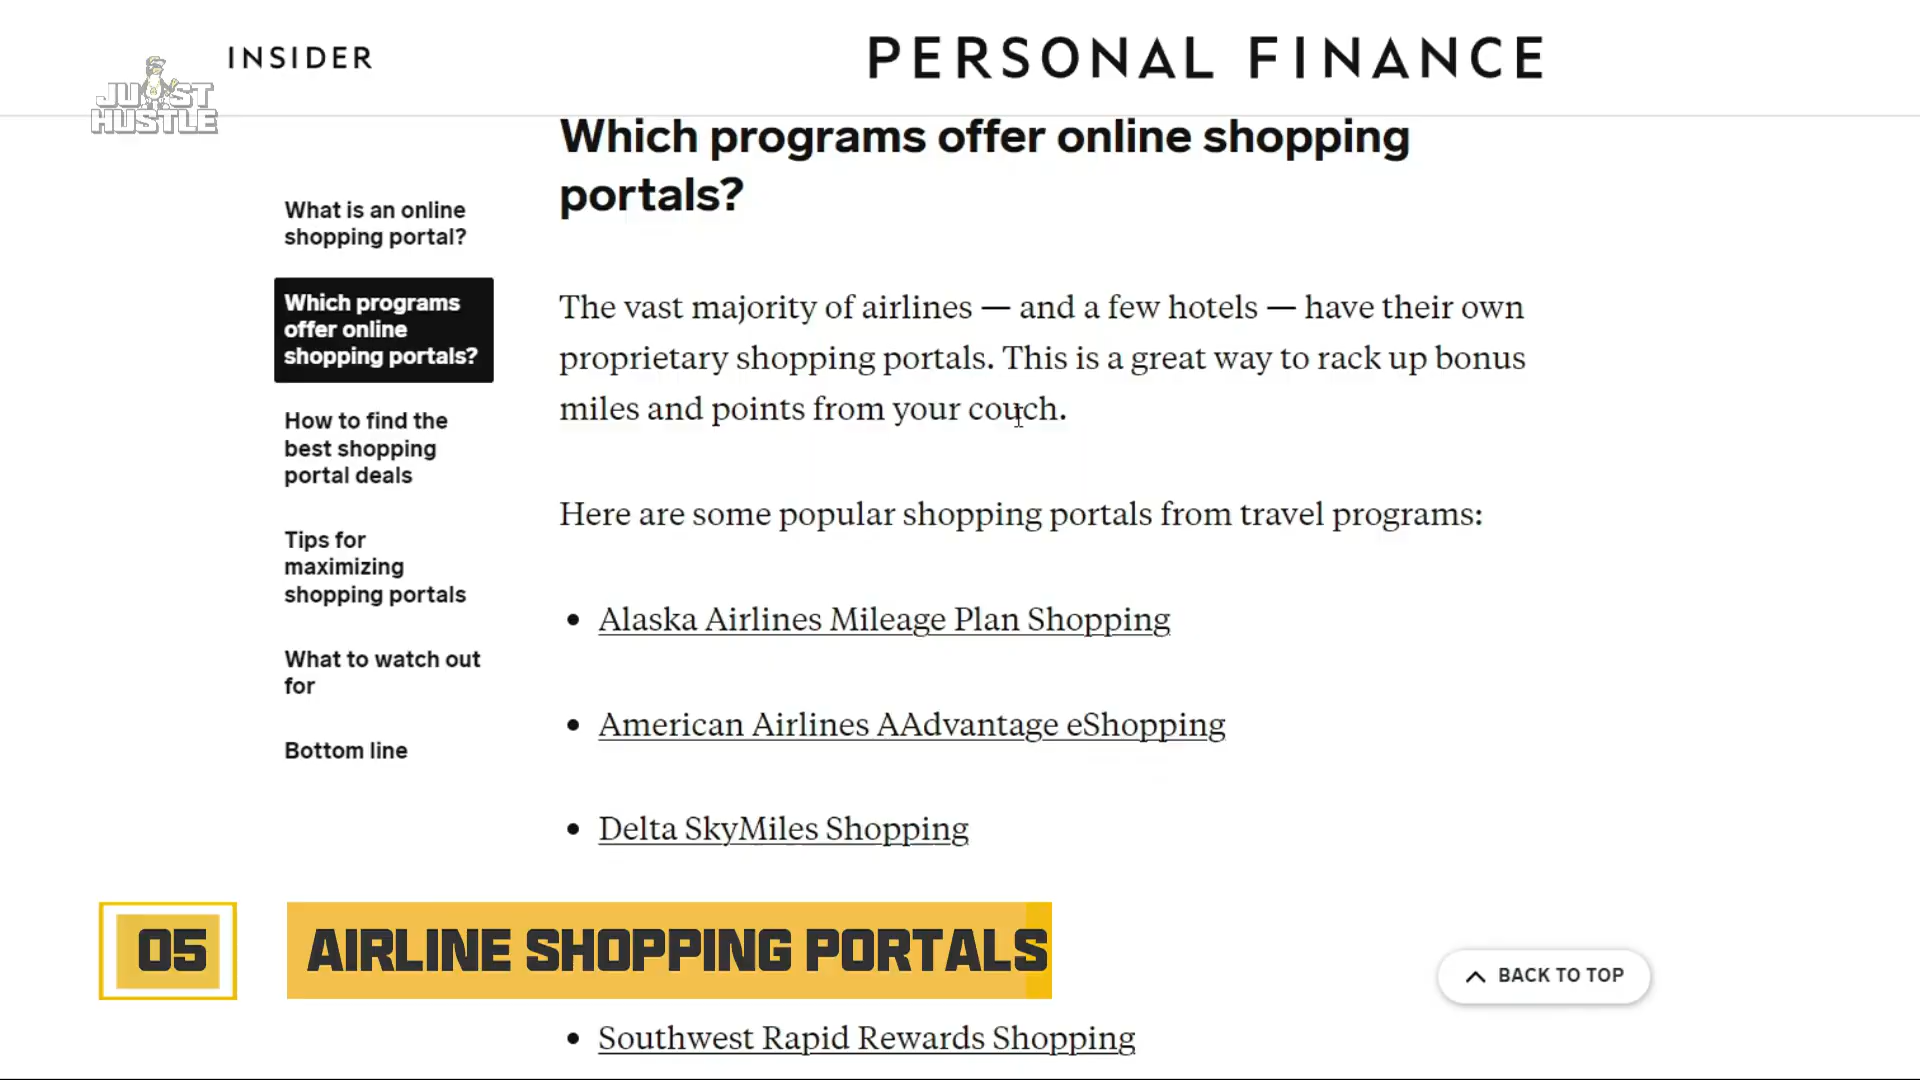 INSIDER
PERSONAL FINANCE
JUST
HUSTLE
Which programs offer online shopping
portals?
What is an online
shopping portal?
Which programs
offer online
shopping portals?
How to find the
best shopping
portal deals
Tips for
maximizing
shopping portals
What to watch out
for
Bottom line
The vast majority of airlines — and a few hotels — have their own
proprietary shopping portals. This is a great way to rack up bonus
miles and points from your couch.
Here are some popular shopping portals from travel programs:
• Alaska Airlines Mileage Plan Shopping
• American Airlines AAdvantage eShopping
• Delta SkyMiles Shopping
05
AIRLINE SHOPPING PORTALS
BACK TO TOP
• Southwest Rapid Rewards Shopping